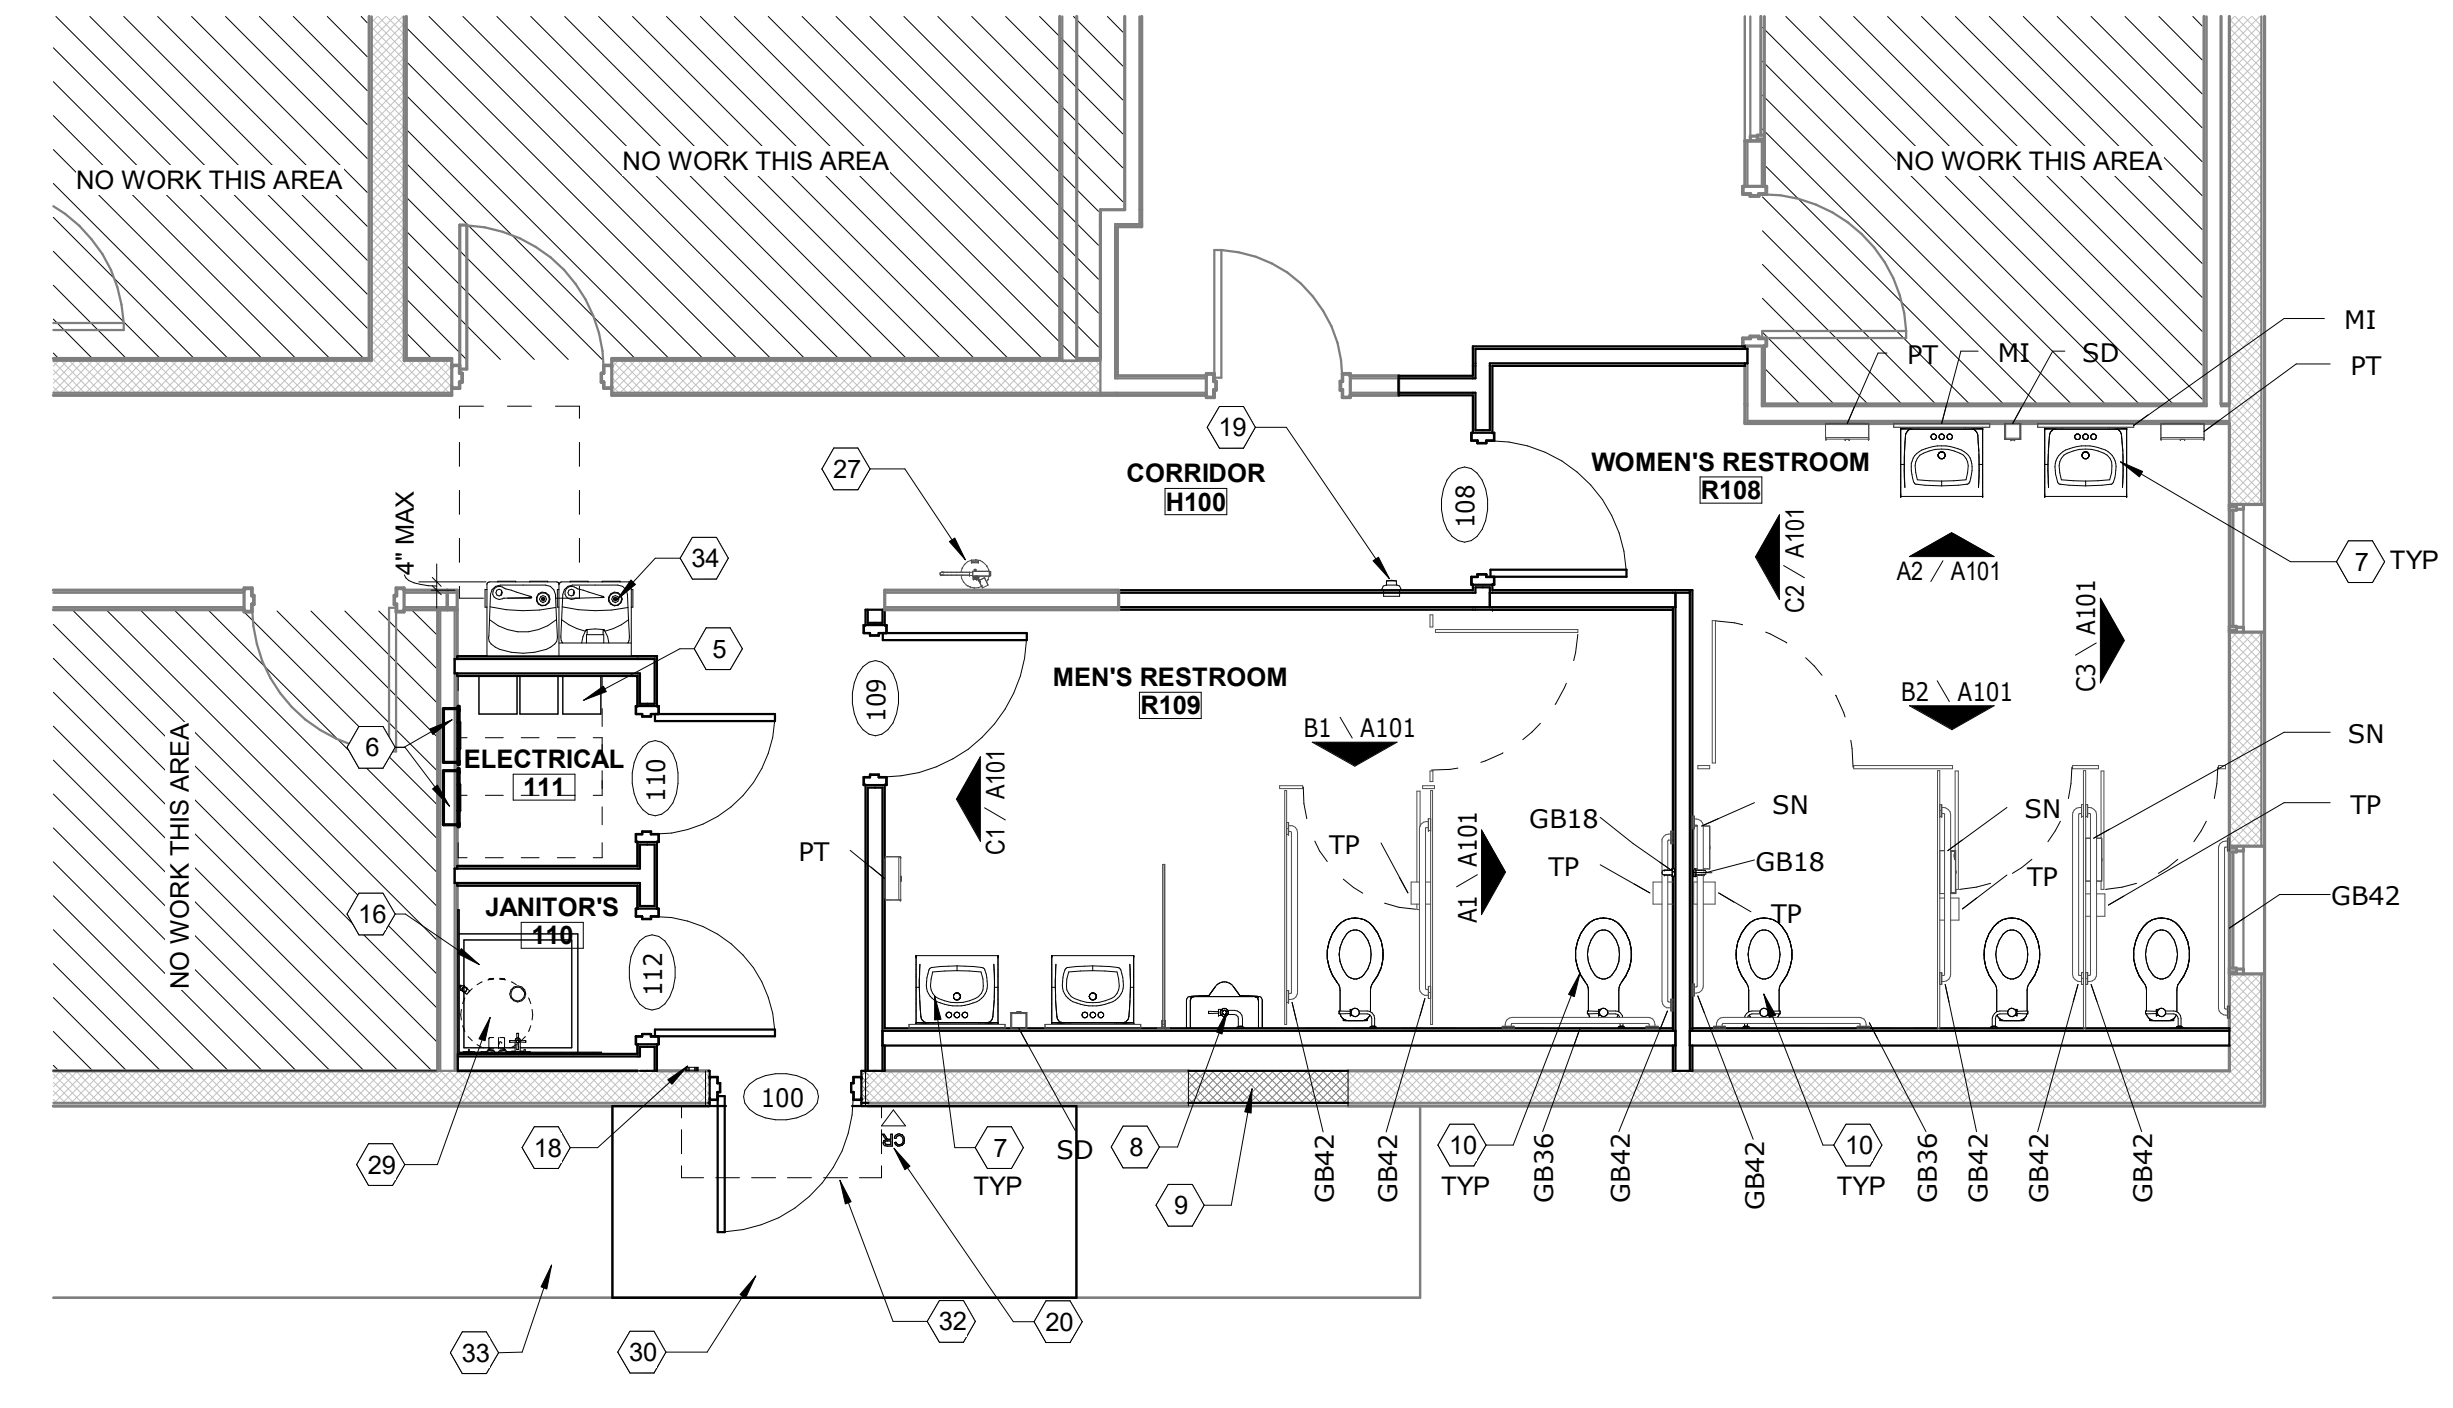 NO WORK THIS AREA
NO WORK THIS AREA
NO WORK THIS AREA
MI
PT
MI
SD
PT
19
27
CORRIDOR
H100
108
WOMEN'S RESTROOM
R108
4" MAX
34
C2 / A101
A2 / A101
7 TYP
C3 / A101
5
109
MEN'S RESTROOM
R109
B1 \ A101
B2 \ A101
6
ELECTRICAL
111
110
SN
NO WORK THIS AREA
C1 / A101
PT
TP
A1 / A101
GB18
TP
SN
GB18
TP
SN
TP
TP
GB42
16
JANITOR'S
110
112
100
29
18
CR
7
TYP
SD
8
9
GB42
GB42
10
TYP
GB36
GB42
GB42
10
TYP
GB36
GB42
GB42
GB42
33
30
32
20